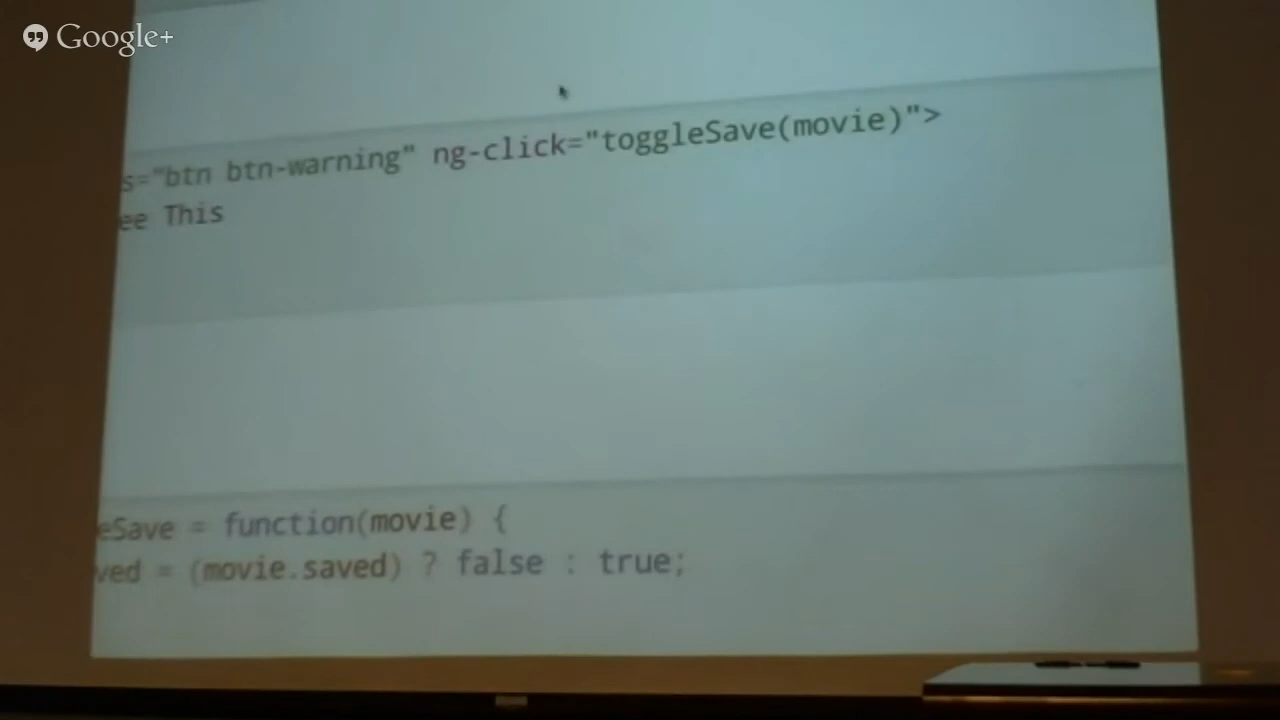 Google+
s="btn btn-warning" ng-click="toggleSave(movie)">
ee This
eSave = function(movie) {
ved = (movie.saved) ? false : true;